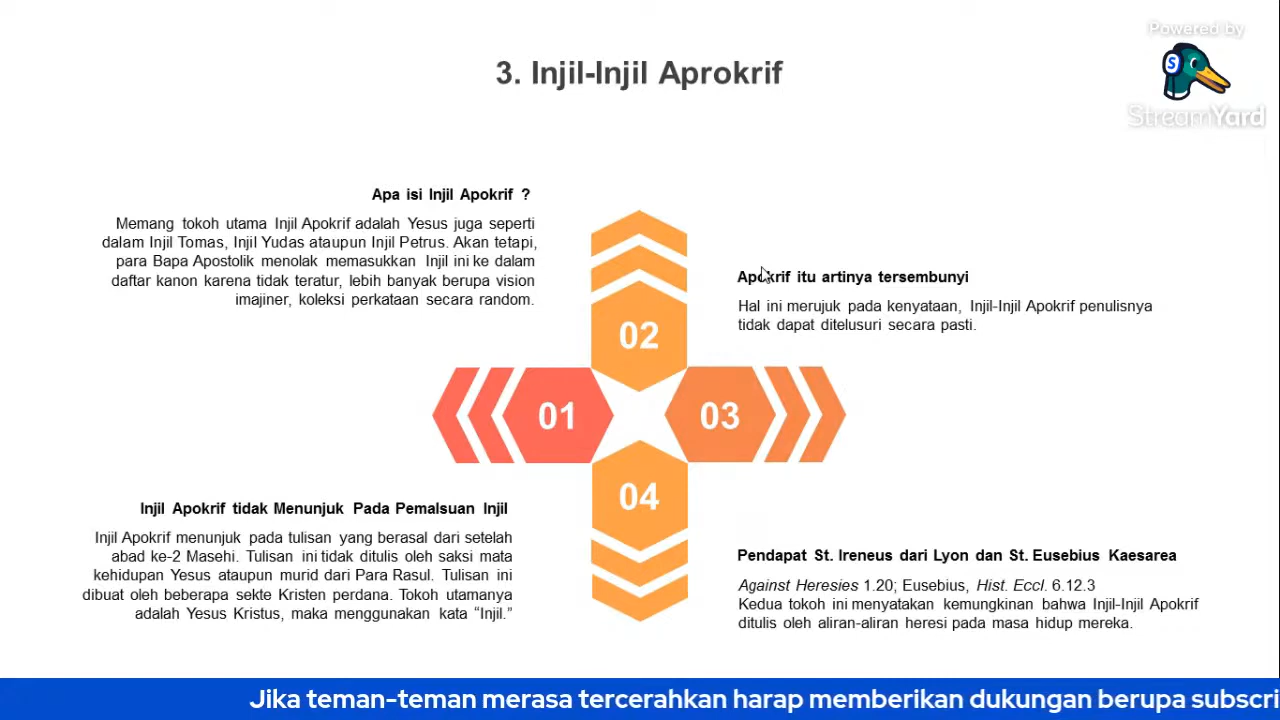 Powered by
StreamYard
3. Injil-Injil Aprokrif
Apa isi Injil Apokrif ?
Memang tokoh utama Injil Apokrif adalah Yesus juga seperti
dalam Injil Tomas, Injil Yudas ataupun Injil Petrus. Akan tetapi,
para Bapa Apostolik menolak memasukkan Injil ini ke dalam
daftar kanon karena tidak teratur, lebih banyak berupa vision
imajiner, koleksi perkataan secara random.
Apokrif itu artinya tersembunyi
Hal ini merujuk pada kenyataan, Injil-Injil Apokrif penulisnya
tidak dapat ditelusuri secara pasti.
02
01
03
04
Injil Apokrif tidak Menunjuk Pada Pemalsuan Injil
Injil Apokrif menunjuk pada tulisan yang berasal dari setelah
abad ke-2 Masehi. Tulisan ini tidak ditulis oleh saksi mata
kehidupan Yesus ataupun murid dari Para Rasul. Tulisan ini
dibuat oleh beberapa sekte Kristen perdana. Tokoh utamanya
adalah Yesus Kristus, maka menggunakan kata “Injil.”
Pendapat St. Ireneus dari Lyon dan St. Eusebius Kaesarea
Against Heresies 1.20; Eusebius, Hist. Eccl. 6.12.3
Kedua tokoh ini menyatakan kemungkinan bahwa Injil-Injil Apokrif
ditulis oleh aliran-aliran heresi pada masa hidup mereka.
Jika teman-teman merasa tercerahkan harap memberikan dukungan berupa subscri